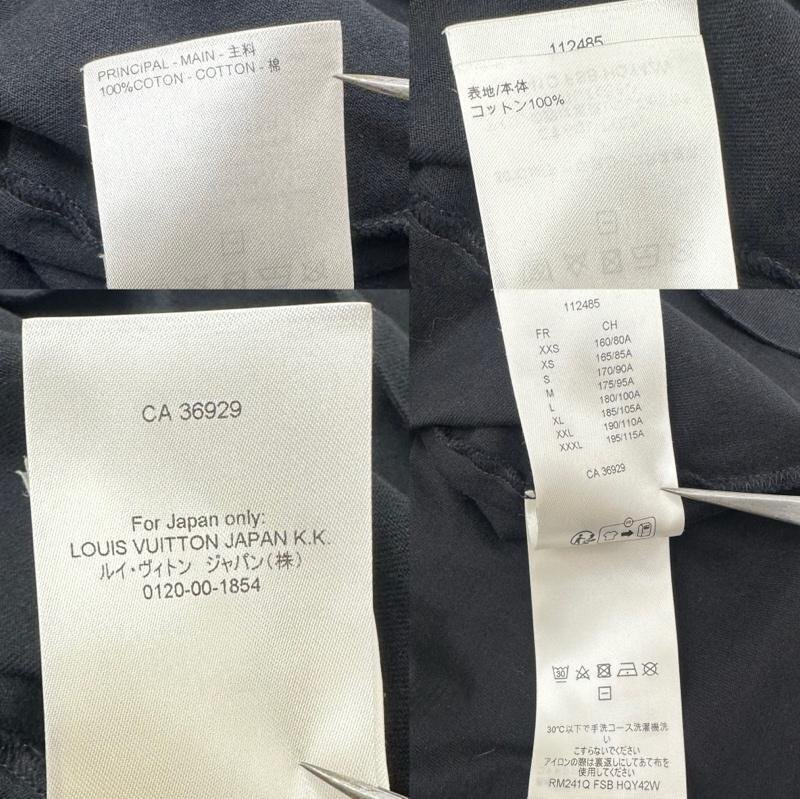 PRINCIPAL - MAIN - 主料
100%COTON - COTTON - 棉
112485
表地/本体
コットン100%
CA 36929
For Japan only:
LOUIS VUITTON JAPAN K.K.
ルイ・ヴィトン ジャパン(株)
0120-00-1854
112485
FR CH
XXS 160/80A
XS 165/85A
S 170/90A
M 175/95A
L 180/100A
XL 185/105A
XXL 190/110A
XXXL 195/115A
CA 36929
30
30℃以下で手洗コース洗濯機洗
い
こすらないでください
アイロンの際は裏返しにしてあて布を
使用してください
RM241Q FSB HQY42W